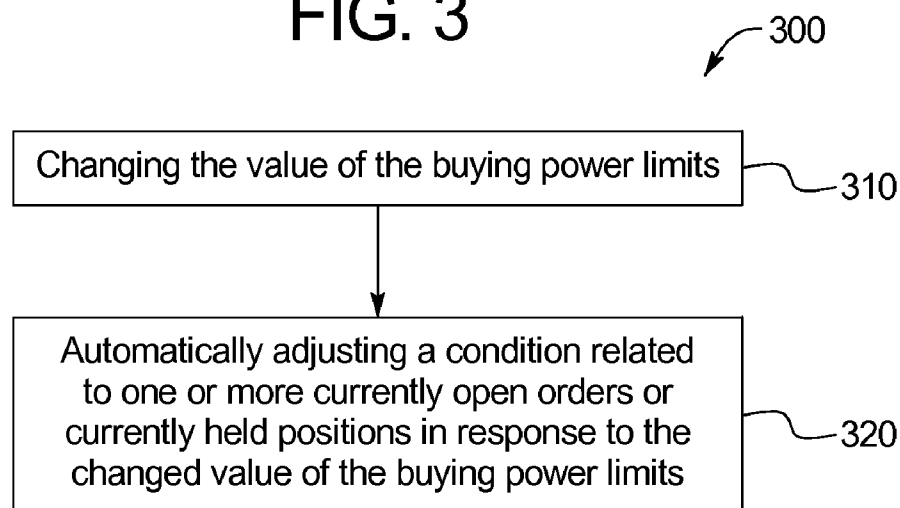 FIG. 3
300
Changing the value of the buying power limits
310
Automatically adjusting a condition related
to one or more currently open orders or
currently held positions in response to the
changed value of the buying power limits
320